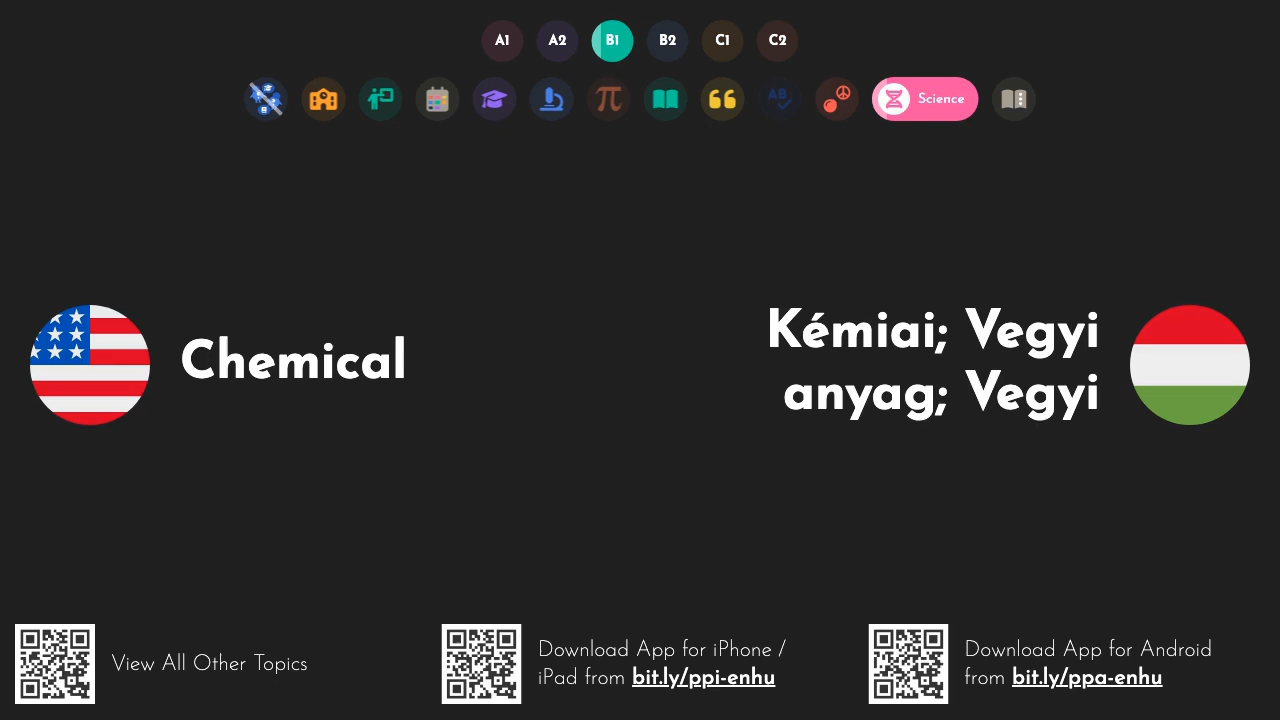 A1 A2 B1 B2 C1 C2
Science
Chemical
Kémiai; Vegyi
anyag; Vegyi
View All Other Topics
Download App for iPhone /
iPad from bit.ly/ppi-enhu
Download App for Android
from bit.ly/ppa-enhu